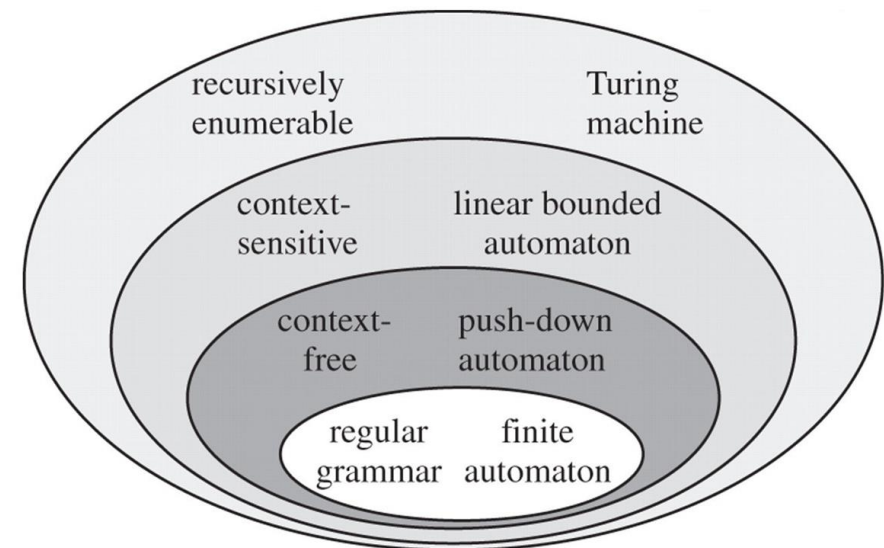 recursively
enumerable
Turing
machine
context-
sensitive
linear bounded
automaton
context-
free
push-down
automaton
regular
grammar
finite
automaton